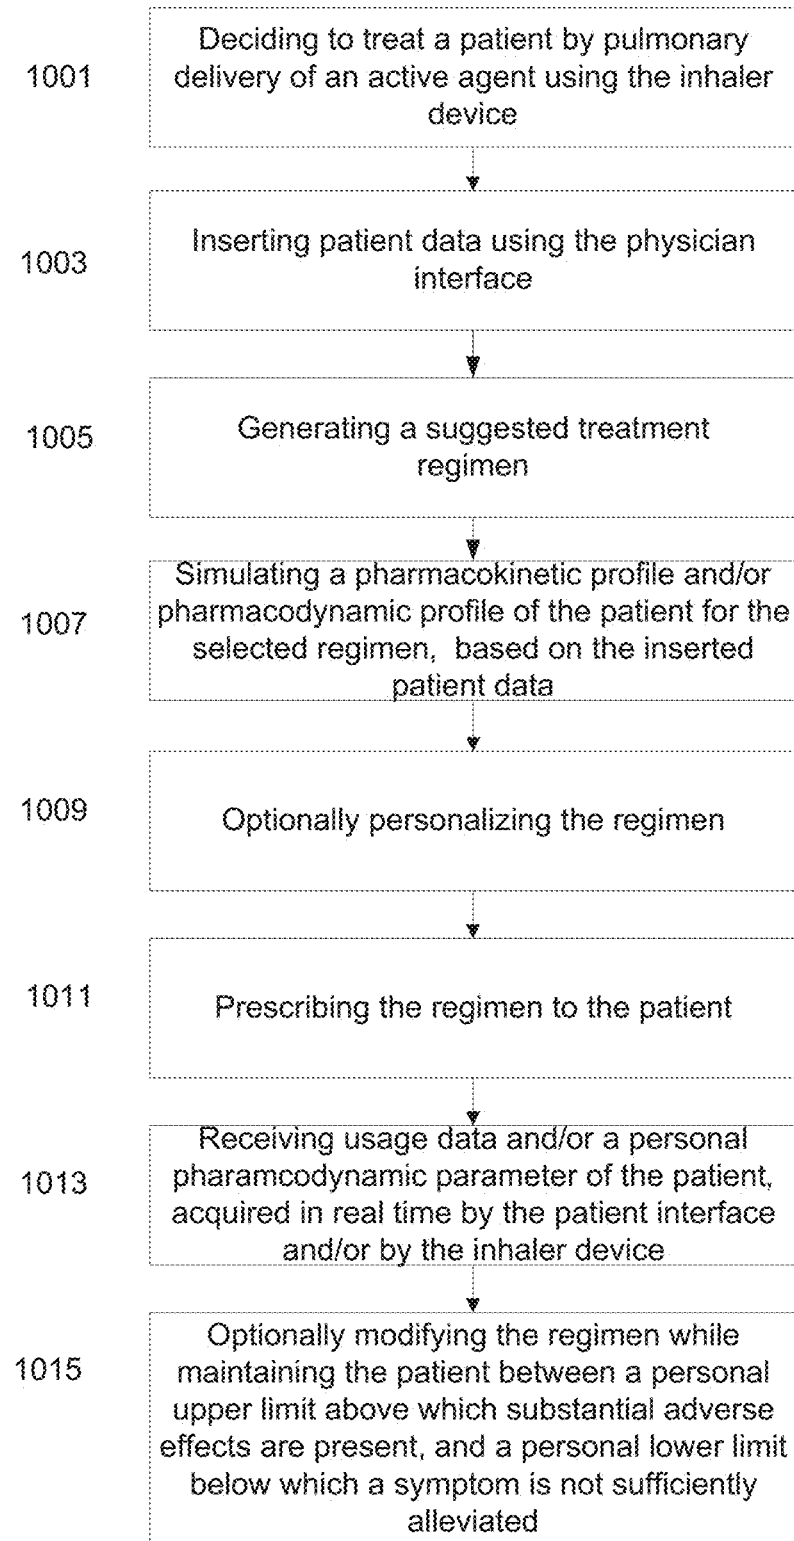 1001
Deciding to treat a patient by pulmonary
delivery of an active agent using the inhaler
device
1003
Inserting patient data using the physician
interface
1005
Generating a suggested treatment
regimen
1007
Simulating a pharmacokinetic profile and/or
pharmacodynamic profile of the patient for the
selected regimen, based on the inserted
patient data
1009
Optionally personalizing the regimen
1011
Prescribing the regimen to the patient
1013
Receiving usage data and/or a personal
pharamcodynamic parameter of the patient,
acquired in real time by the patient interface
and/or by the inhaler device
1015
Optionally modifying the regimen while
maintaining the patient between a personal
upper limit above which substantial adverse
effects are present, and a personal lower limit
below which a symptom is not sufficiently
alleviated